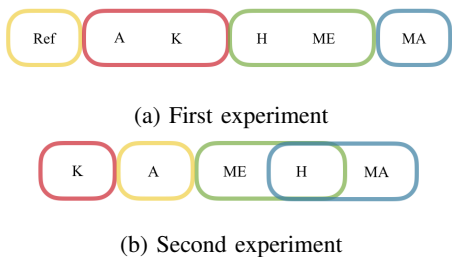 Ref A K H ME MA
(a) First experiment
K A ME H MA
(b) Second experiment